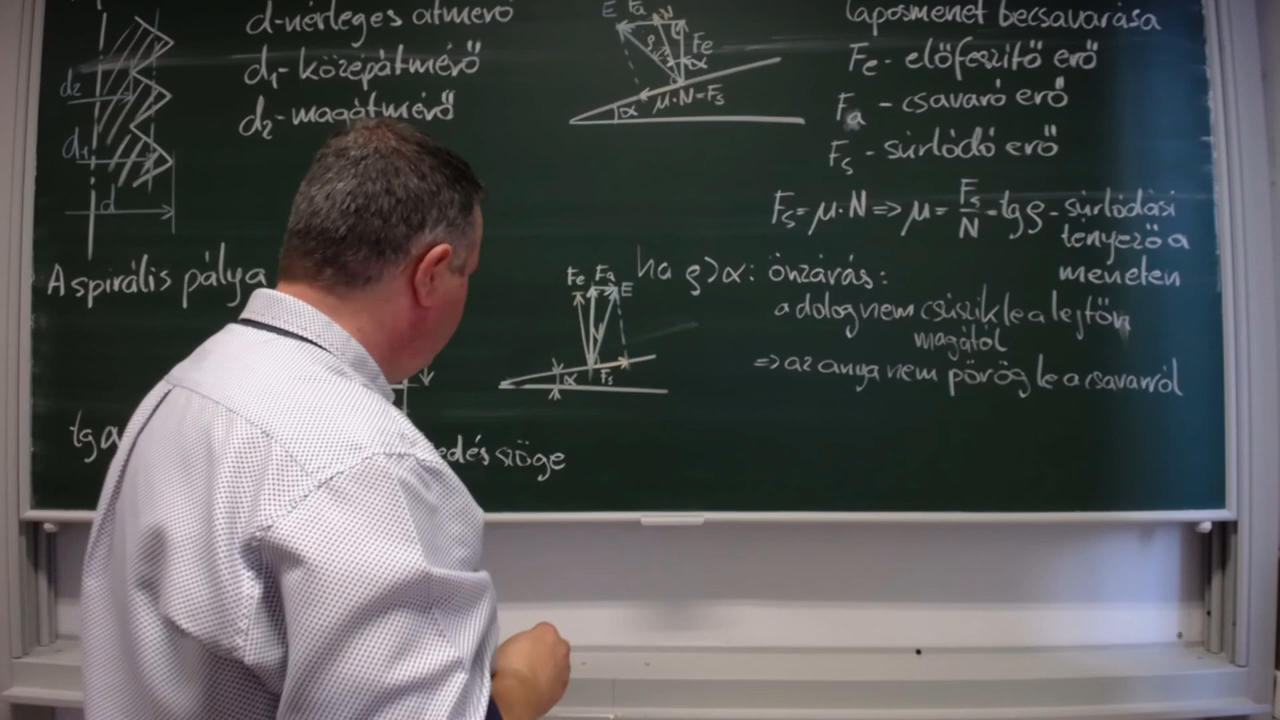 d-névleges átmérő
d₁-középátmérő
d₂-magátmérő
d₂
d₁
d
A spirális pálya
tgα
edés szöge
E Fa N
ρ Fe
α
μ·N=Fs
α
Fe Fa
E
α Fs
laposmenet becsavarása
Fe - előfeszítő erő
Fa - csavaró erő
Fs - súrlódó erő
Fs=μ·N=>μ=Fs/N=tgρ-súrlódási
tényező a
meneten
ha ρ>α: önzárás:
a dolog nem csúszik le a lejtőn
magától
=> az anya nem pörög le a csavarról